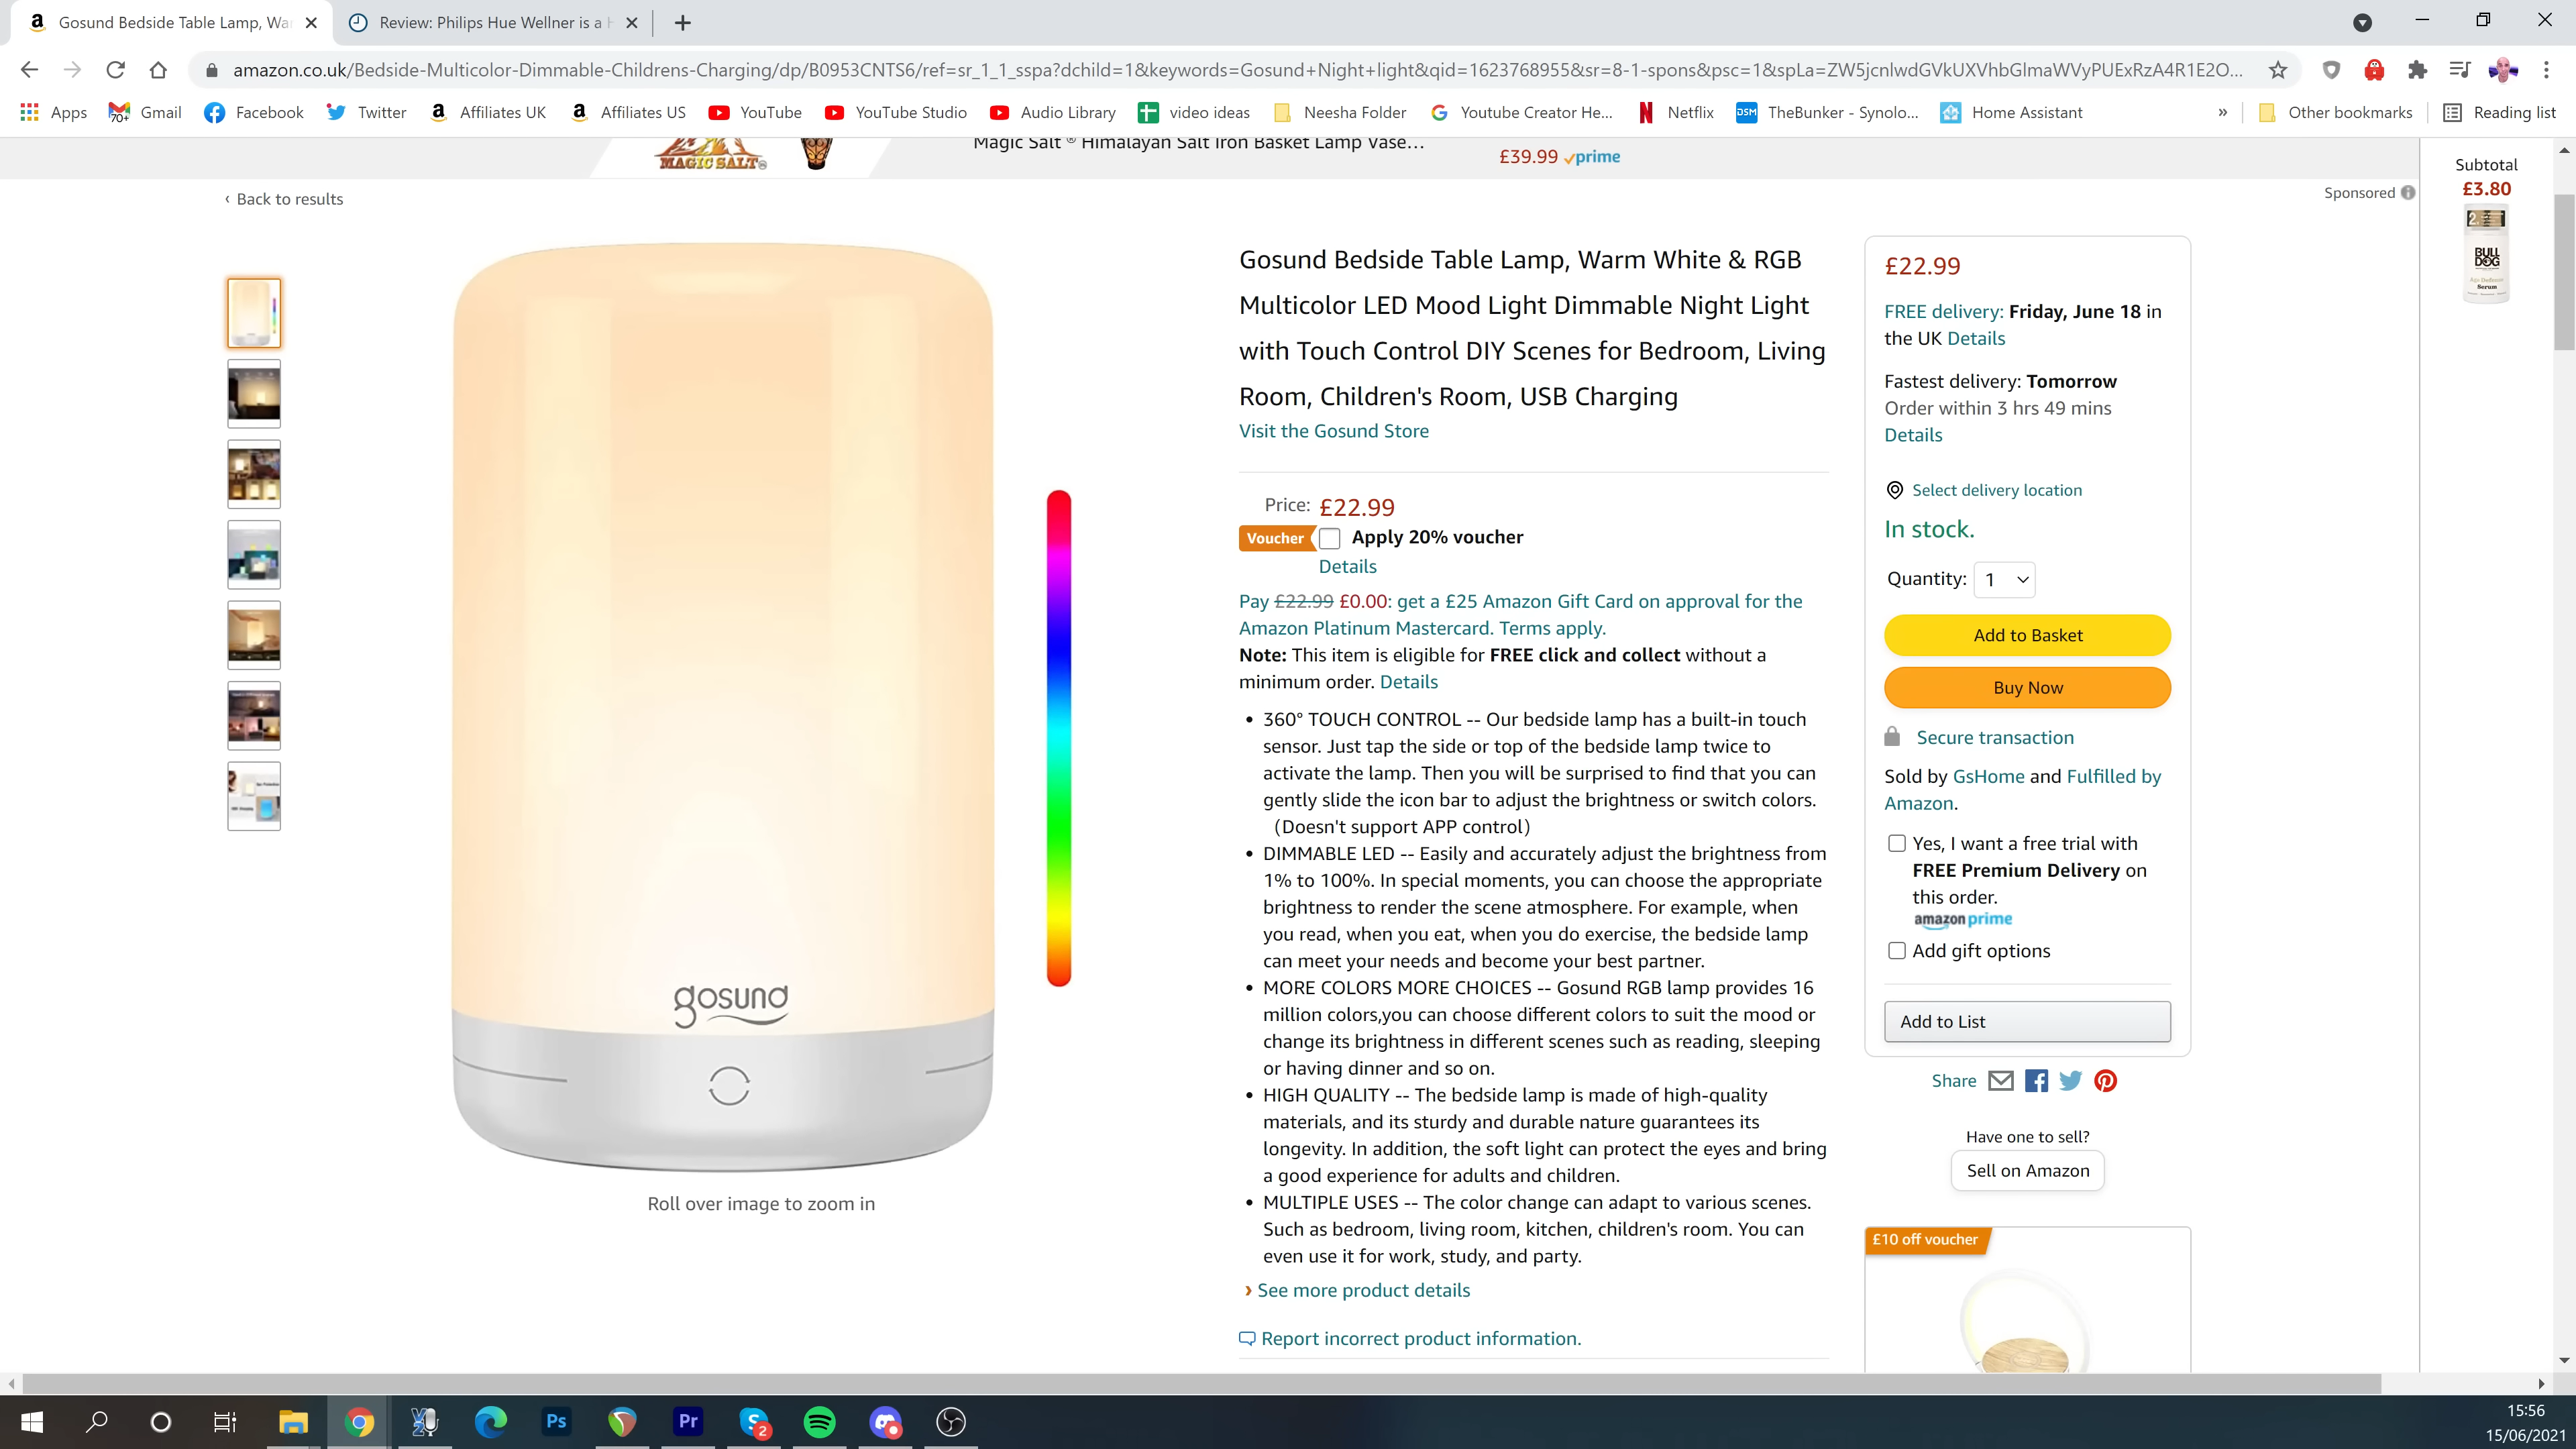 Gosund Bedside Table Lamp, Wa
Review: Philips Hue Wellner is a H
amazon.co.uk/Bedside-Multicolor-Dimmable-Childrens-Charging/dp/B0953CNTS6/ref=sr_1_1_sspa?dchild=1&keywords=Gosund+Night+light&qid=1623768955&sr=8-1-spons&psc=1&spLa=ZW5jcnlwdGVkUXVhbGlmaWVyPUExRzA4R1E2O...
Apps
70+
Gmail
Facebook
Twitter
Affiliates UK
Affiliates US
YouTube
YouTube Studio
Audio Library
video ideas
Neesha Folder
Youtube Creator He...
Netflix
DSM
TheBunker - Synolo...
Home Assistant
»
Other bookmarks
Reading list
MAGIC SALT
Magic Salt ® Himalayan Salt Iron Basket Lamp Vase…
£39.99 prime
Subtotal
£3.80
BULL
DOG
Age Defence
Serum
‹ Back to results
Sponsored
gosund
Roll over image to zoom in
Gosund Bedside Table Lamp, Warm White & RGB
Multicolor LED Mood Light Dimmable Night Light
with Touch Control DIY Scenes for Bedroom, Living
Room, Children's Room, USB Charging
Visit the Gosund Store
Price: £22.99
Voucher Apply 20% voucher
Details
Pay £22.99 £0.00: get a £25 Amazon Gift Card on approval for the
Amazon Platinum Mastercard. Terms apply.
Note: This item is eligible for FREE click and collect without a
minimum order. Details
• 360° TOUCH CONTROL -- Our bedside lamp has a built-in touch
sensor. Just tap the side or top of the bedside lamp twice to
activate the lamp. Then you will be surprised to find that you can
gently slide the icon bar to adjust the brightness or switch colors.
（Doesn't support APP control）
• DIMMABLE LED -- Easily and accurately adjust the brightness from
1% to 100%. In special moments, you can choose the appropriate
brightness to render the scene atmosphere. For example, when
you read, when you eat, when you do exercise, the bedside lamp
can meet your needs and become your best partner.
• MORE COLORS MORE CHOICES -- Gosund RGB lamp provides 16
million colors,you can choose different colors to suit the mood or
change its brightness in different scenes such as reading, sleeping
or having dinner and so on.
• HIGH QUALITY -- The bedside lamp is made of high-quality
materials, and its sturdy and durable nature guarantees its
longevity. In addition, the soft light can protect the eyes and bring
a good experience for adults and children.
• MULTIPLE USES -- The color change can adapt to various scenes.
Such as bedroom, living room, kitchen, children's room. You can
even use it for work, study, and party.
› See more product details
Report incorrect product information.
£22.99
FREE delivery: Friday, June 18 in
the UK Details
Fastest delivery: Tomorrow
Order within 3 hrs 49 mins
Details
Select delivery location
In stock.
Quantity: 1
Add to Basket
Buy Now
Secure transaction
Sold by GsHome and Fulfilled by
Amazon.
Yes, I want a free trial with
FREE Premium Delivery on
this order.
amazon prime
Add gift options
Add to List
Share
Have one to sell?
Sell on Amazon
£10 off voucher
Ps
Pr
2
15:56
15/06/2021